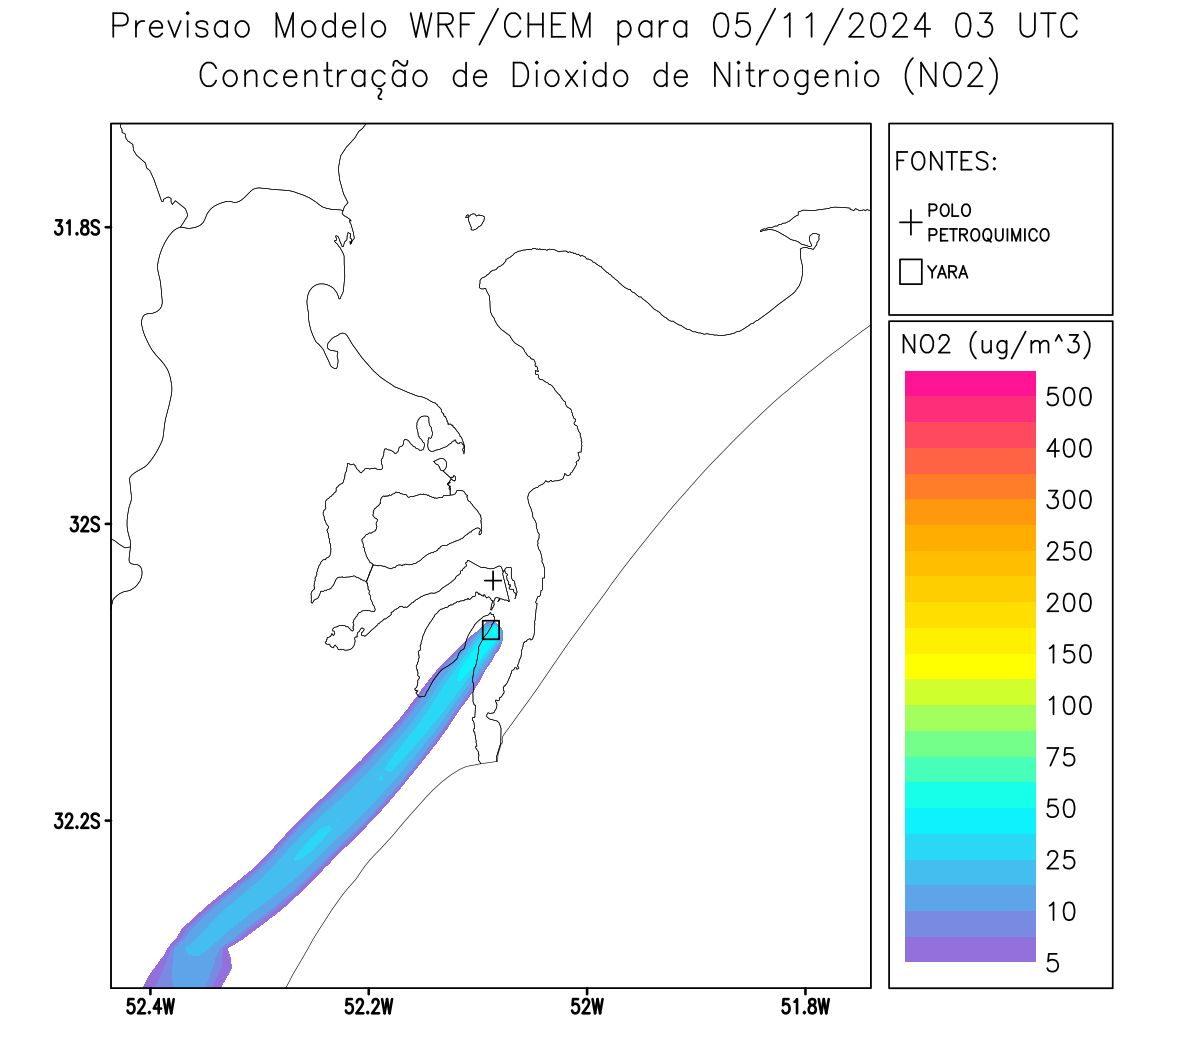 Previsao Modelo WRF/CHEM para 05/11/2024 03 UTC
Concentração de Dioxido de Nitrogenio (NO2)
FONTES:
POLO
PETROQUIMICO
YARA
NO2 (ug/m^3)
500
400
300
250
200
150
100
75
50
25
10
5
31.8S
32S
32.2S
52.4W
52.2W
52W
51.8W